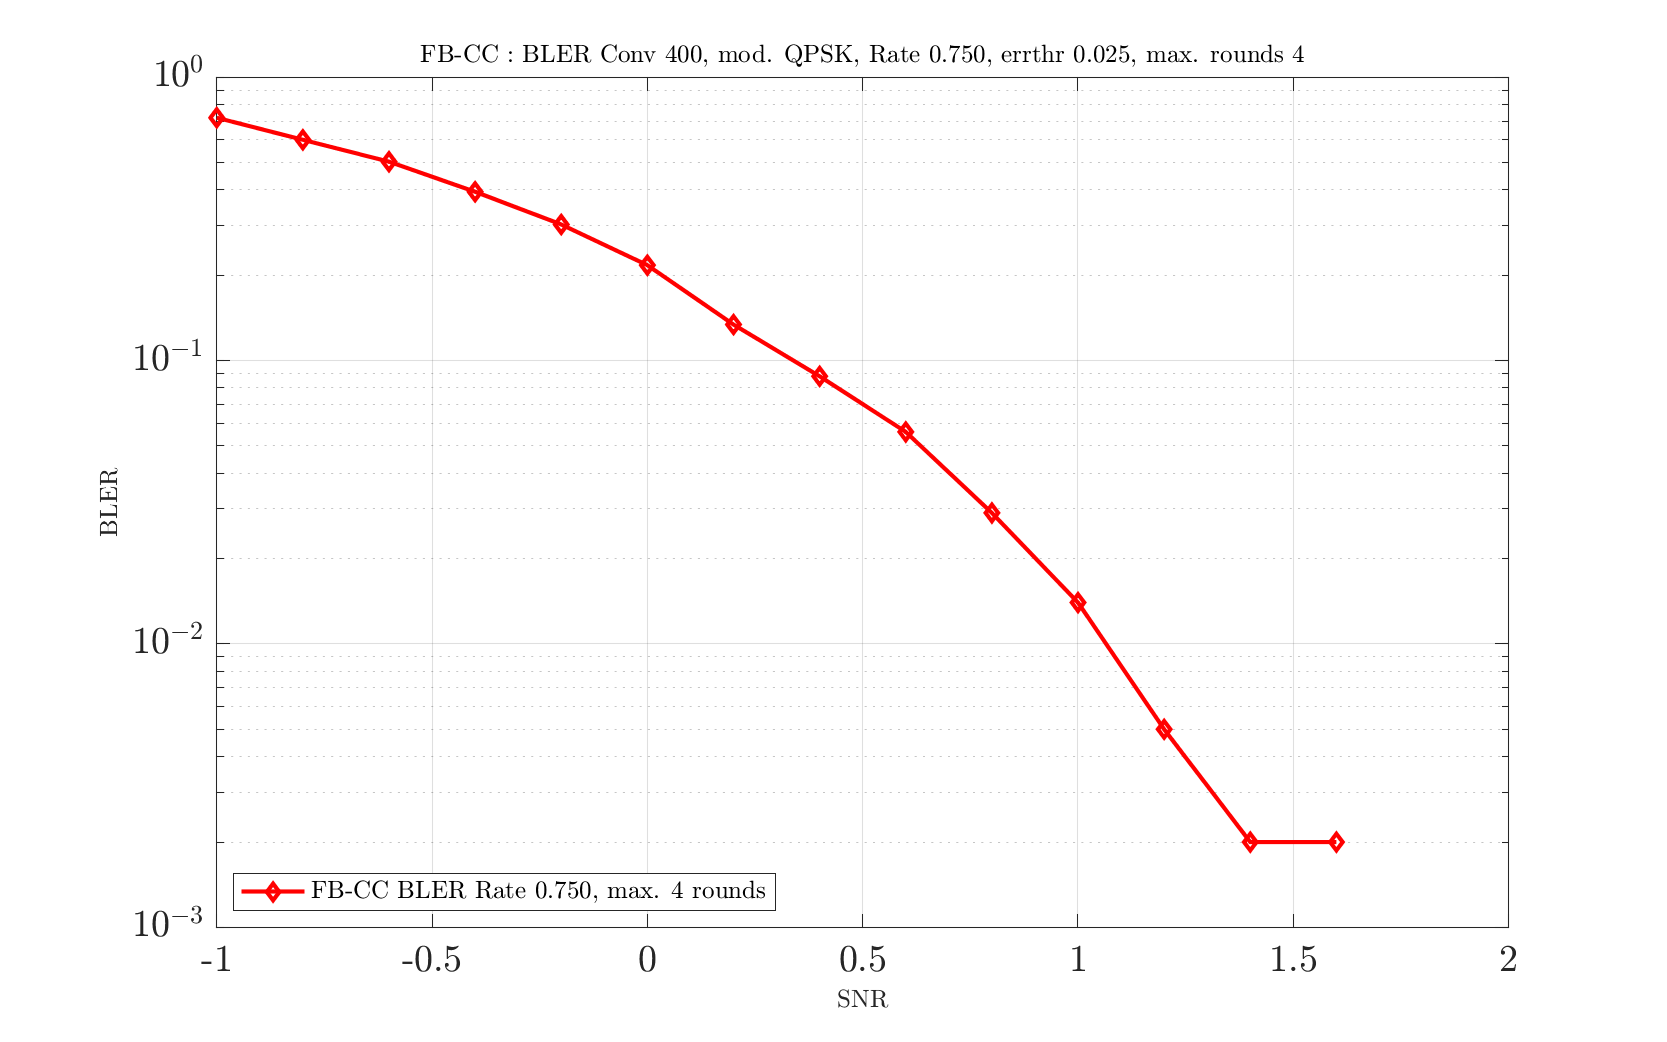 FB-CC : BLER Conv 400, mod. QPSK, Rate 0.750, errthr 0.025, max. rounds 4
10⁰
10⁻¹
10⁻²
10⁻³
BLER
FB-CC BLER Rate 0.750, max. 4 rounds
-1 -0.5 0 0.5 1 1.5 2
SNR